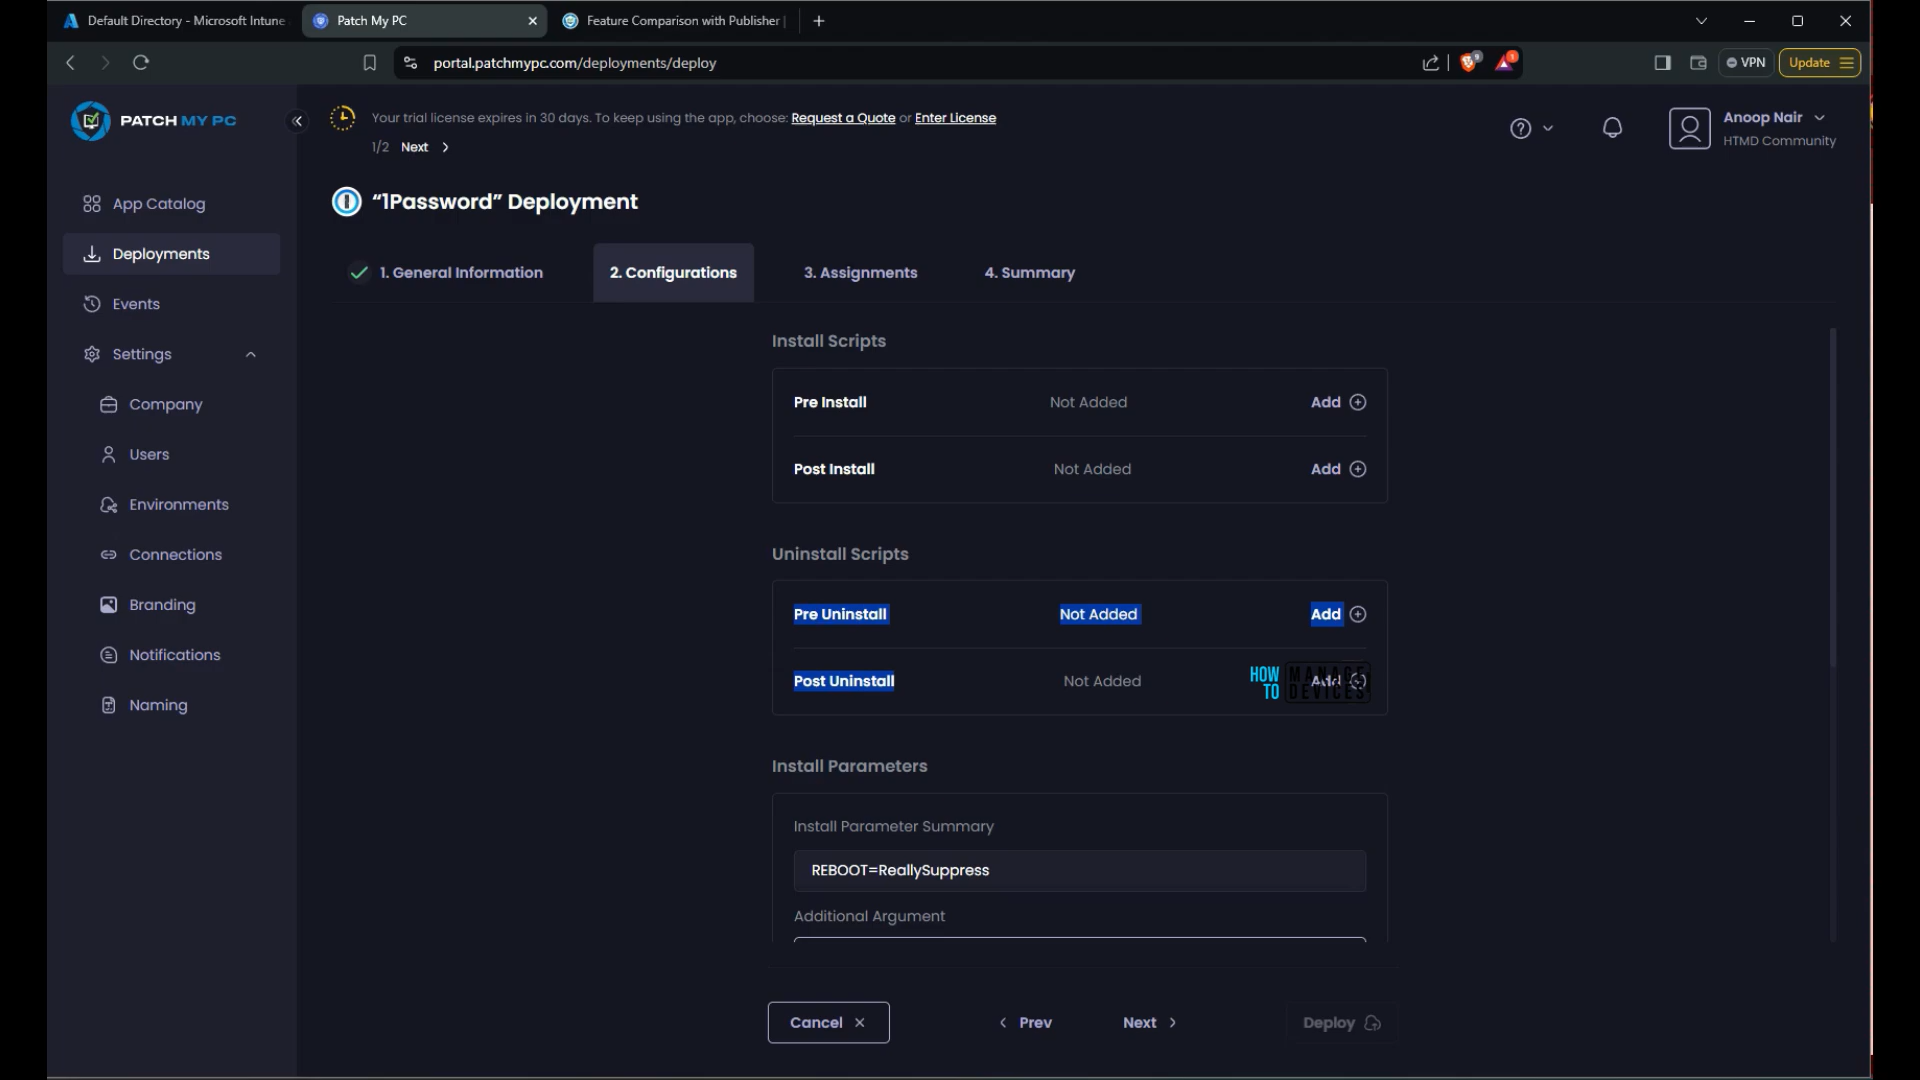 Default Directory - Microsoft Intune
Patch My PC
Feature Comparison with Publisher
portal.patchmypc.com/deployments/deploy
VPN
Update
PATCH MY PC
Your trial license expires in 30 days. To keep using the app, choose: Request a Quote or Enter License
1/2 Next
Anoop Nair
HTMD Community
App Catalog
Deployments
Events
Settings
Company
Users
Environments
Connections
Branding
Notifications
Naming
“1Password” Deployment
1. General Information
2. Configurations
3. Assignments
4. Summary
Install Scripts
Pre Install Not Added Add
Post Install Not Added Add
Uninstall Scripts
Pre Uninstall Not Added Add
Post Uninstall Not Added Add
HOW TO MANAGE DEVICES
Install Parameters
Install Parameter Summary
REBOOT=ReallySuppress
Additional Argument
Cancel
Prev
Next
Deploy